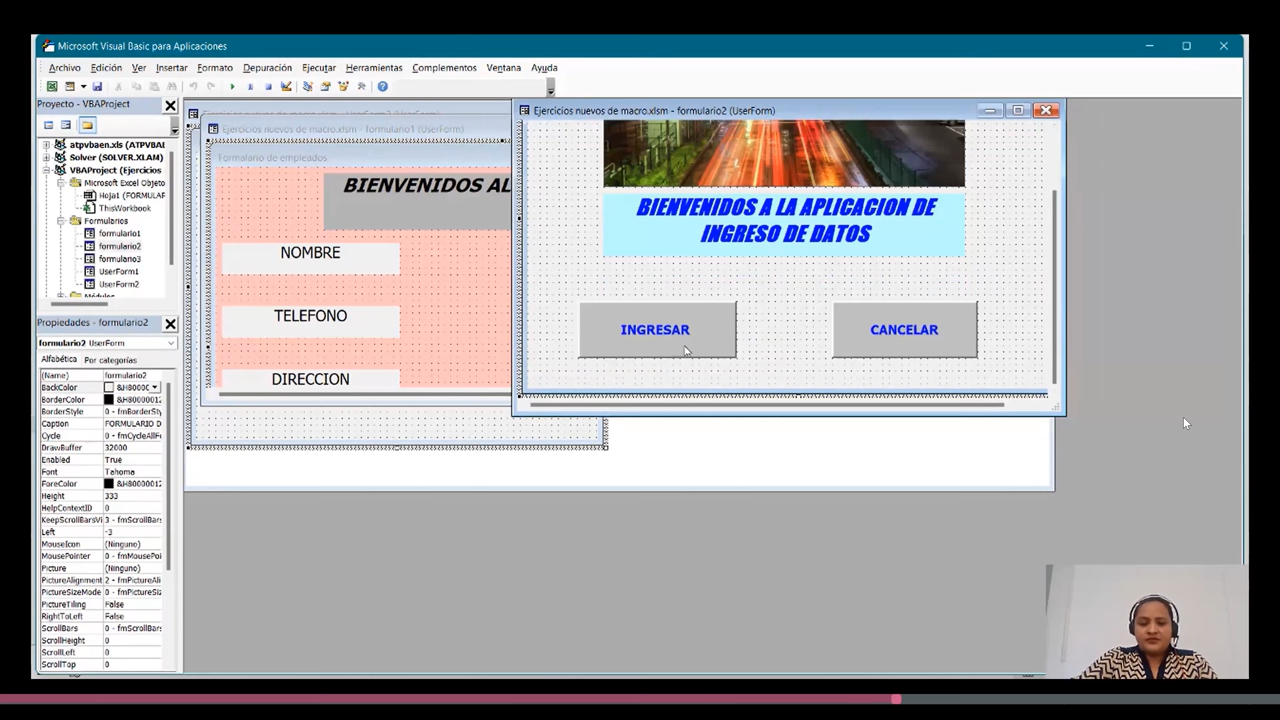 Microsoft Visual Basic para Aplicaciones
Archivo Edición Ver Insertar Formato Depuración Ejecutar Herramientas Complementos Ventana Ayuda
Proyecto - VBAProject
atpvbaen.xls (ATPVBAE
Solver (SOLVER.XLAM)
VBAProject (Ejercicios
Microsoft Excel Objeto
Hoja1 (FORMULAR
ThisWorkbook
Formularios
formulario1
formulario2
formulario3
UserForm1
UserForm2
Módulos
Propiedades - formulario2
formulario2 UserForm
Alfabética Por categorías
(Name) formulario2
BackColor &H8000C
BorderColor &H80000012
BorderStyle 0 - fmBorderSty
Caption FORMULARIO D
Cycle 0 - fmCycleAllF
DrawBuffer 32000
Enabled True
Font Tahoma
ForeColor &H80000012
Height 333
HelpContextID 0
KeepScrollBarsVi 3 - fmScrollBars
Left -3
MouseIcon (Ninguno)
MousePointer 0 - fmMousePoi
Picture (Ninguno)
PictureAlignment 2 - fmPictureAli
PictureSizeMode 0 - fmPictureSiz
PictureTiling False
RightToLeft False
ScrollBars 0 - fmScrollBars
ScrollHeight 0
ScrollLeft 0
ScrollTop 0
Ejercicios nuevos de macro.xlsm - formulario1 (UserForm)
Formulario de empleados
BIENVENIDOS AL
NOMBRE
TELEFONO
DIRECCION
Ejercicios nuevos de macro.xlsm - formulario2 (UserForm)
BIENVENIDOS A LA APLICACION DE
INGRESO DE DATOS
INGRESAR
CANCELAR